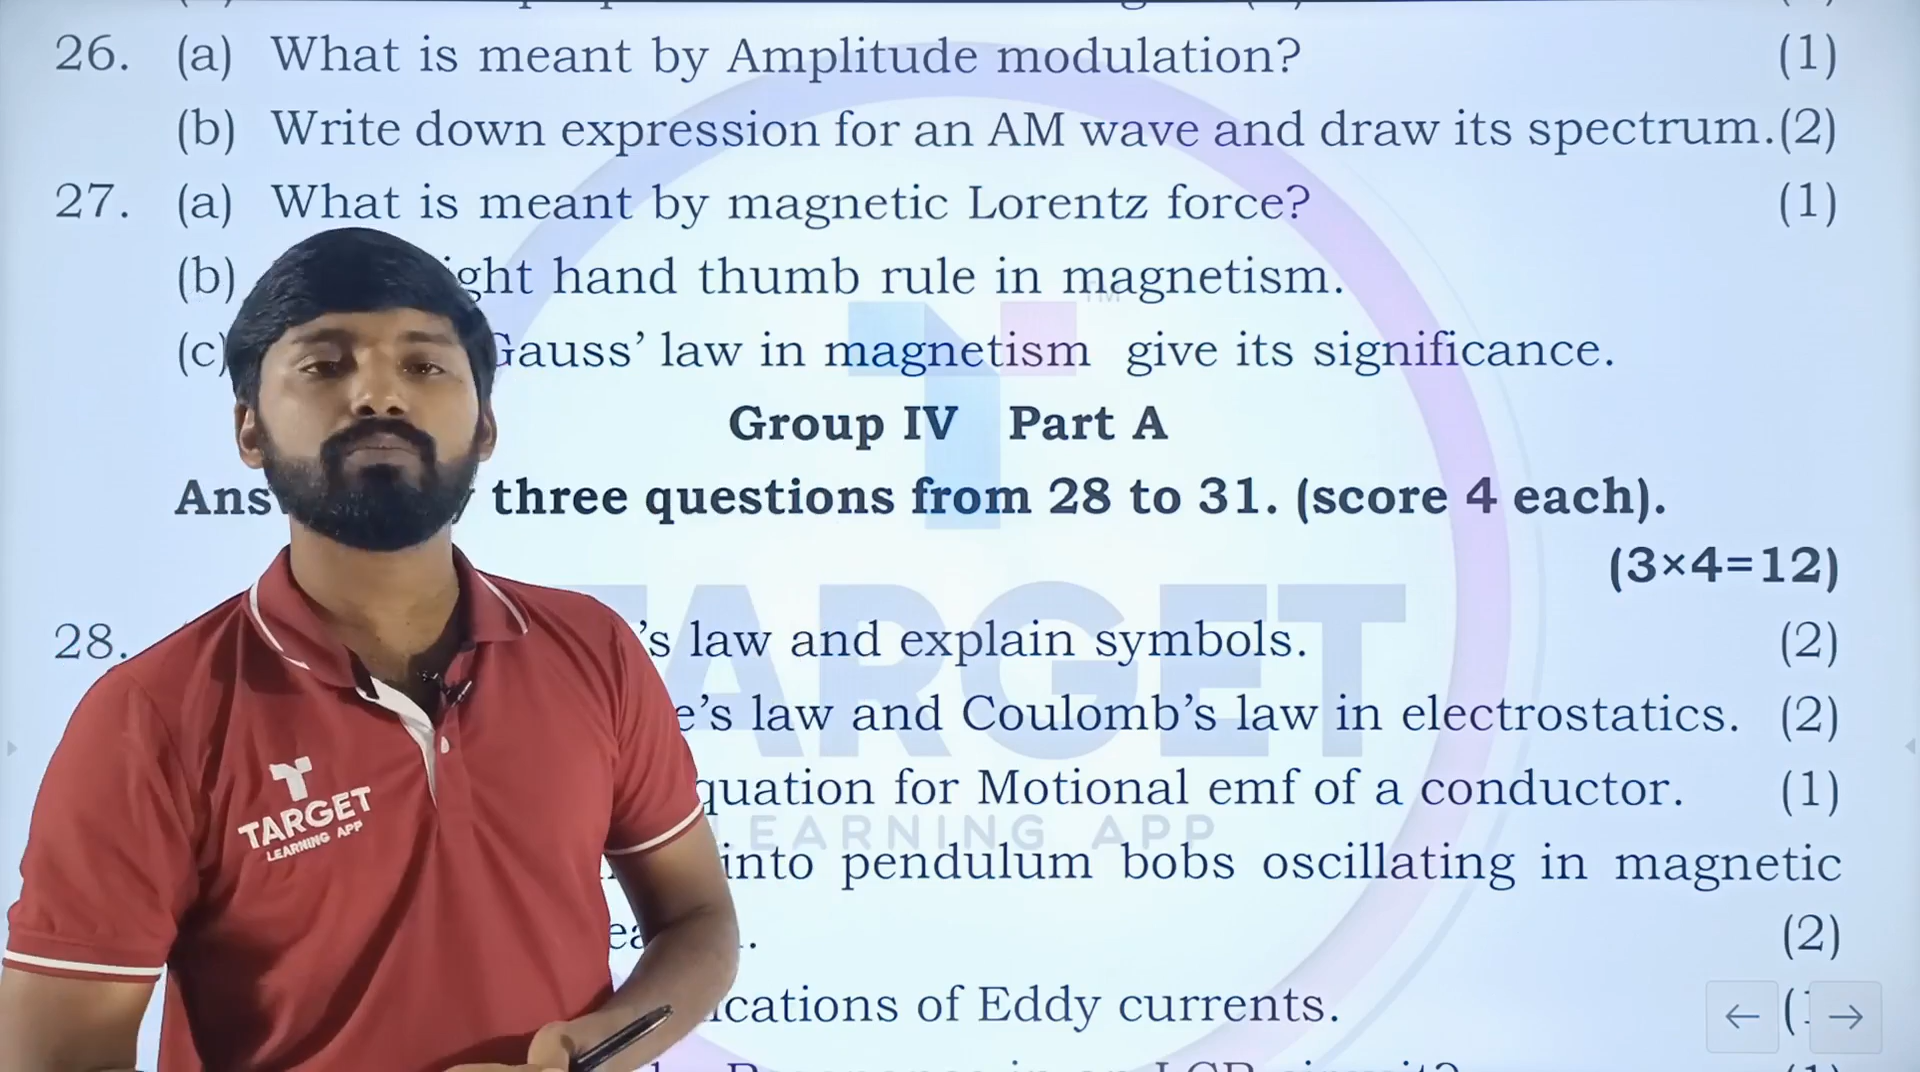 26. (a) What is meant by Amplitude modulation? (1)
(b) Write down expression for an AM wave and draw its spectrum.(2)
27. (a) What is meant by magnetic Lorentz force? (1)
(b) hand thumb rule in magnetism.
(c) Gauss’ law in magnetism give its significance.
Group IV Part A
three questions from 28 to 31. (score 4 each).
(3×4=12)
28. ’s law and explain symbols. (2)
’s law and Coulomb’s law in electrostatics. (2)
for Motional emf of a conductor. (1)
into pendulum bobs oscillating in magnetic
(2)
of Eddy currents.
TM
TARGET
LEARNING APP
TARGET
LEARNING APP